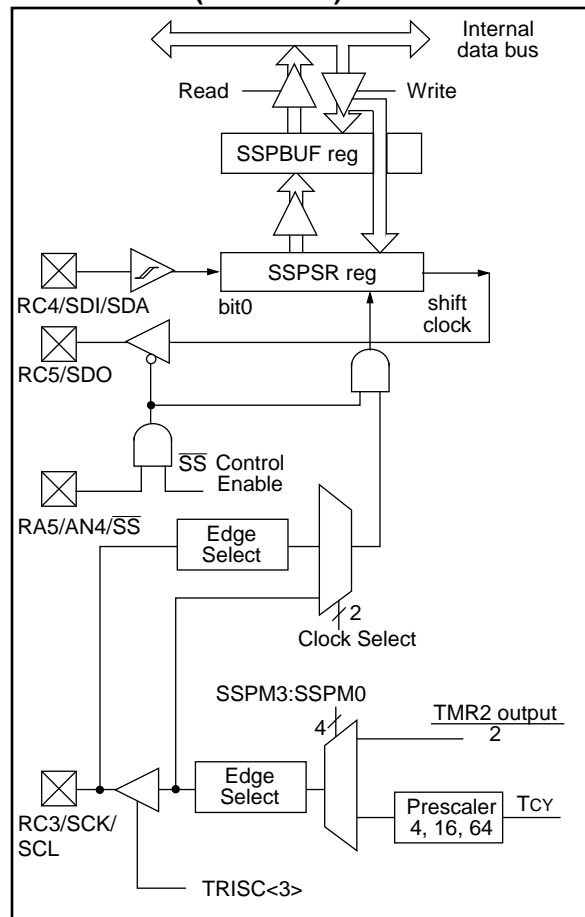 Internal
data bus
Read
Write
SSPBUF reg
SSPSR reg
RC4/SDI/SDA
bit0
shift
clock
RC5/SDO
SS Control
Enable
RA5/AN4/SS
Edge
Select
2
Clock Select
SSPM3:SSPM0
TMR2 output
4
2
Edge
Select
Prescaler
4, 16, 64
TCY
RC3/SCK/
SCL
TRISC<3>